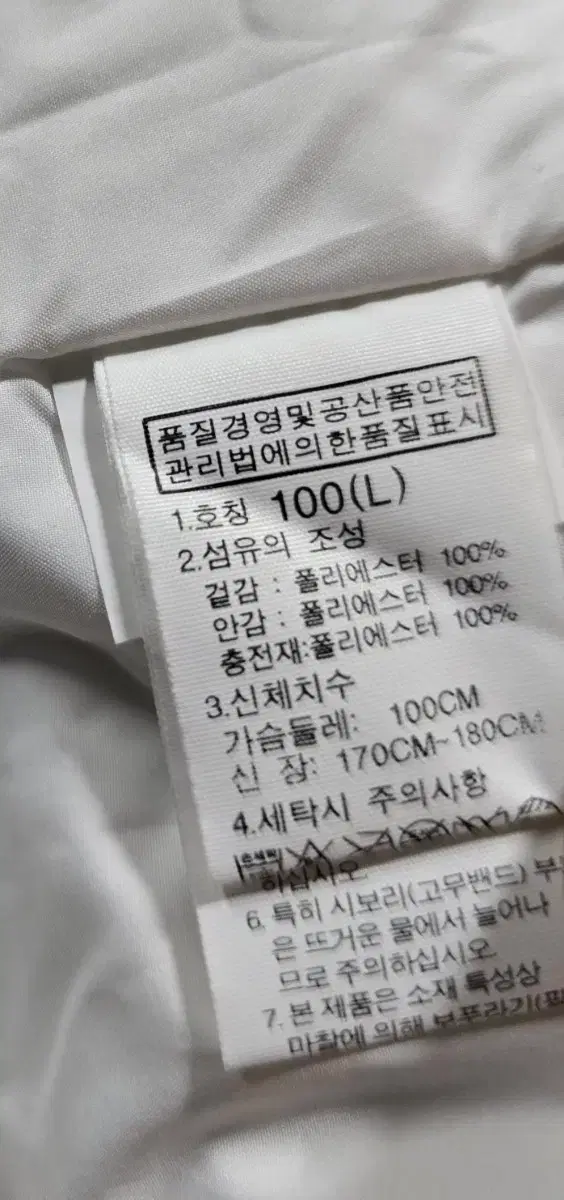 품질경영및공산품안전
관리법에의한품질표시
1.호칭 100(L)
2.섬유의 조성
겉감 : 폴리에스터 100%
안감 : 폴리에스터 100%
충전재:폴리에스터 100%
3.신체치수
가슴둘레: 100CM
신 장: 170CM~180CM
4.세탁시 주의사항
하십시오
6. 특히 시보리(고무밴드)
은 뜨거운 물에서 늘어나
므로 주의하십시오
7. 본 제품은 소재 특성상
마찰에 의해 보푸라기